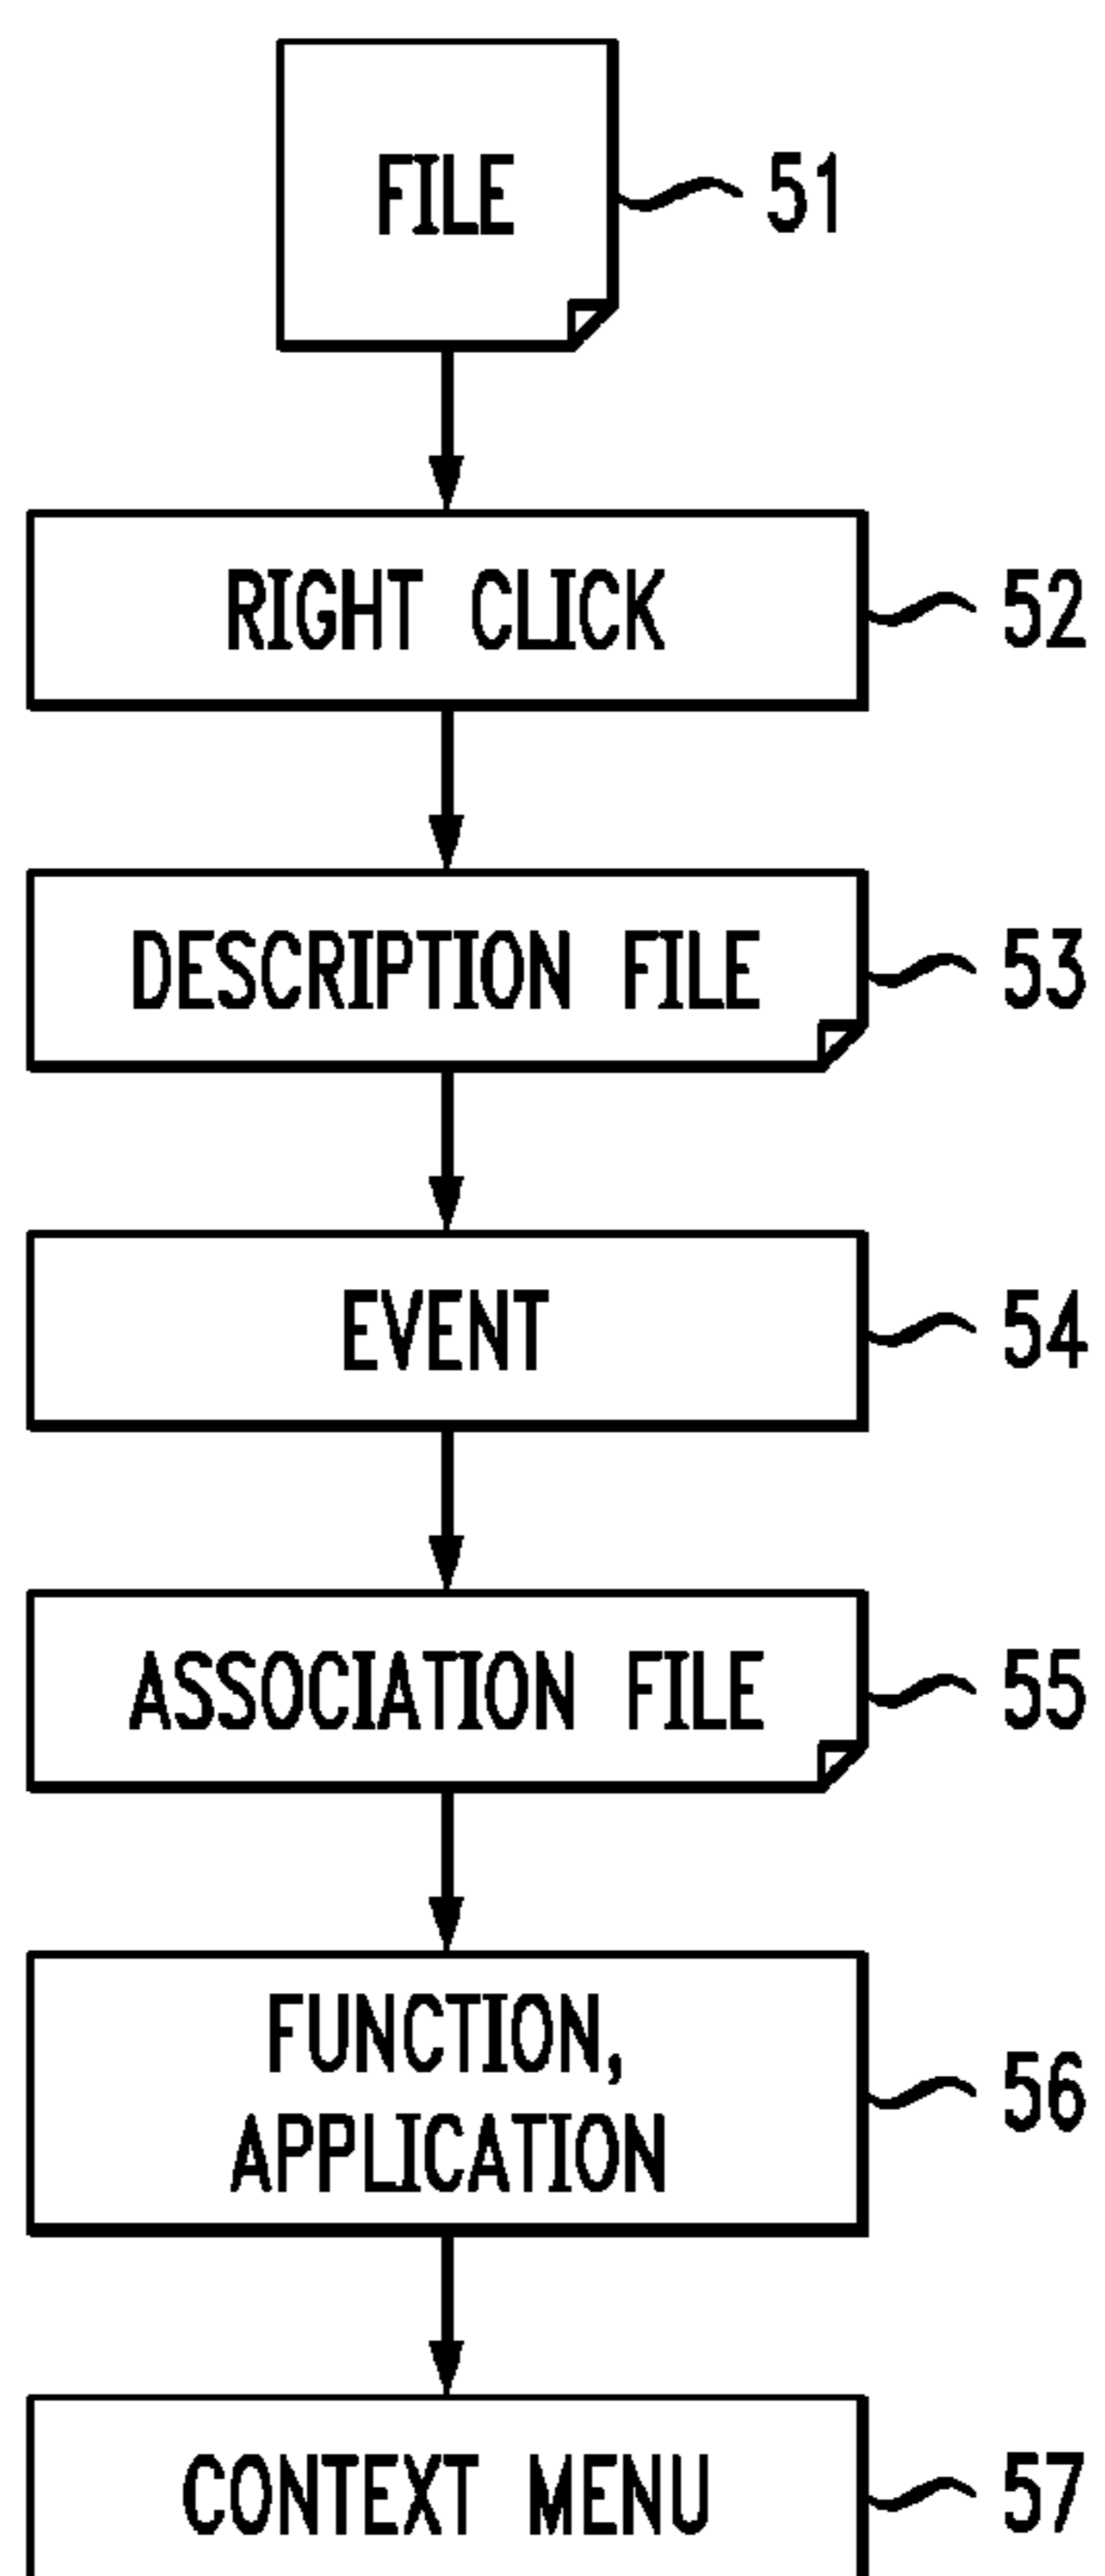 FILE 51
RIGHT CLICK 52
DESCRIPTION FILE 53
EVENT 54
ASSOCIATION FILE 55
FUNCTION,
APPLICATION 56
CONTEXT MENU 57